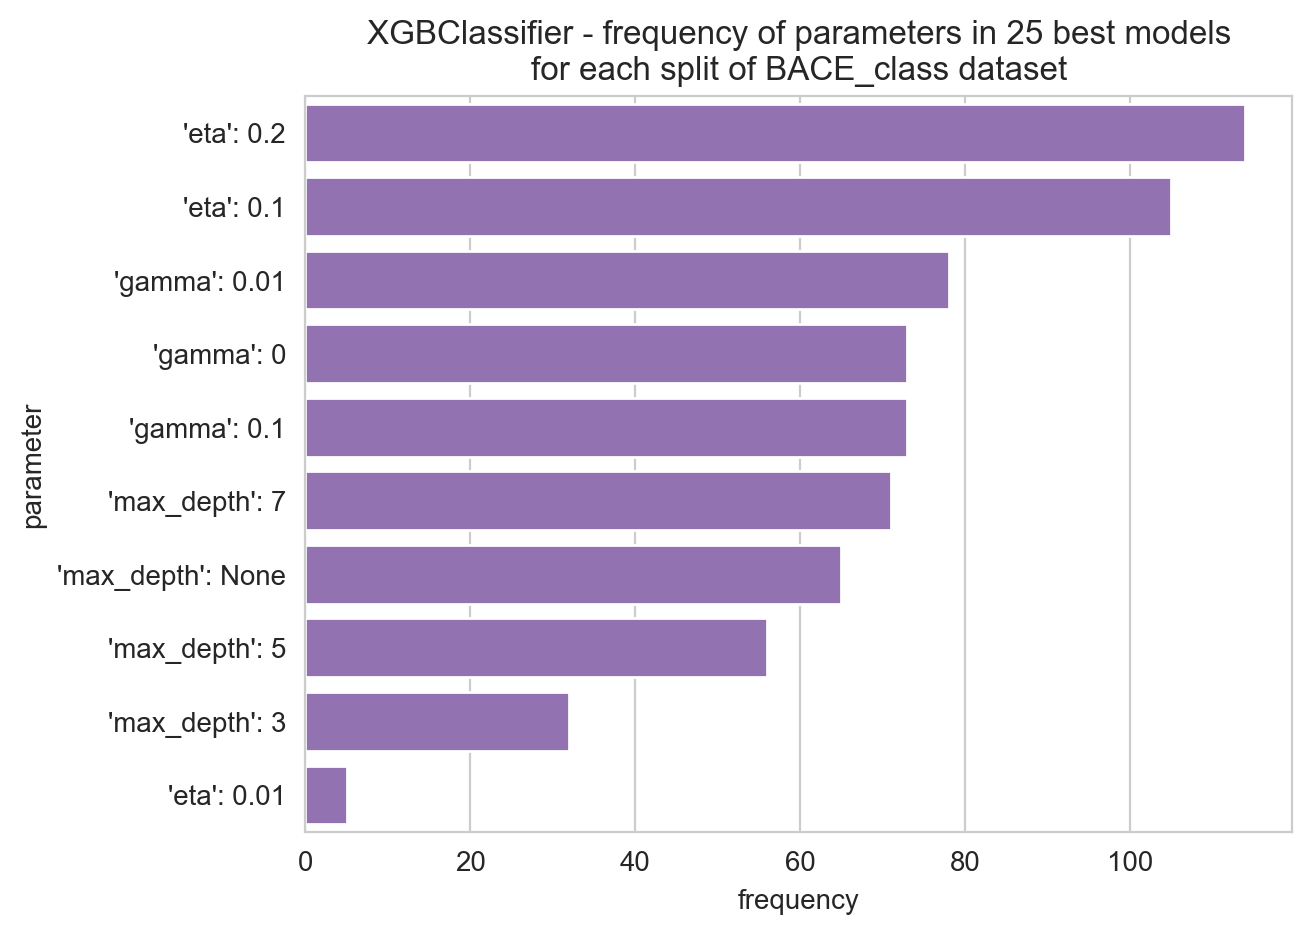 XGBClassifier - frequency of parameters in 25 best models
for each split of BACE_class dataset
parameter
'eta': 0.2
'eta': 0.1
'gamma': 0.01
'gamma': 0
'gamma': 0.1
'max_depth': 7
'max_depth': None
'max_depth': 5
'max_depth': 3
'eta': 0.01
0 20 40 60 80 100
frequency